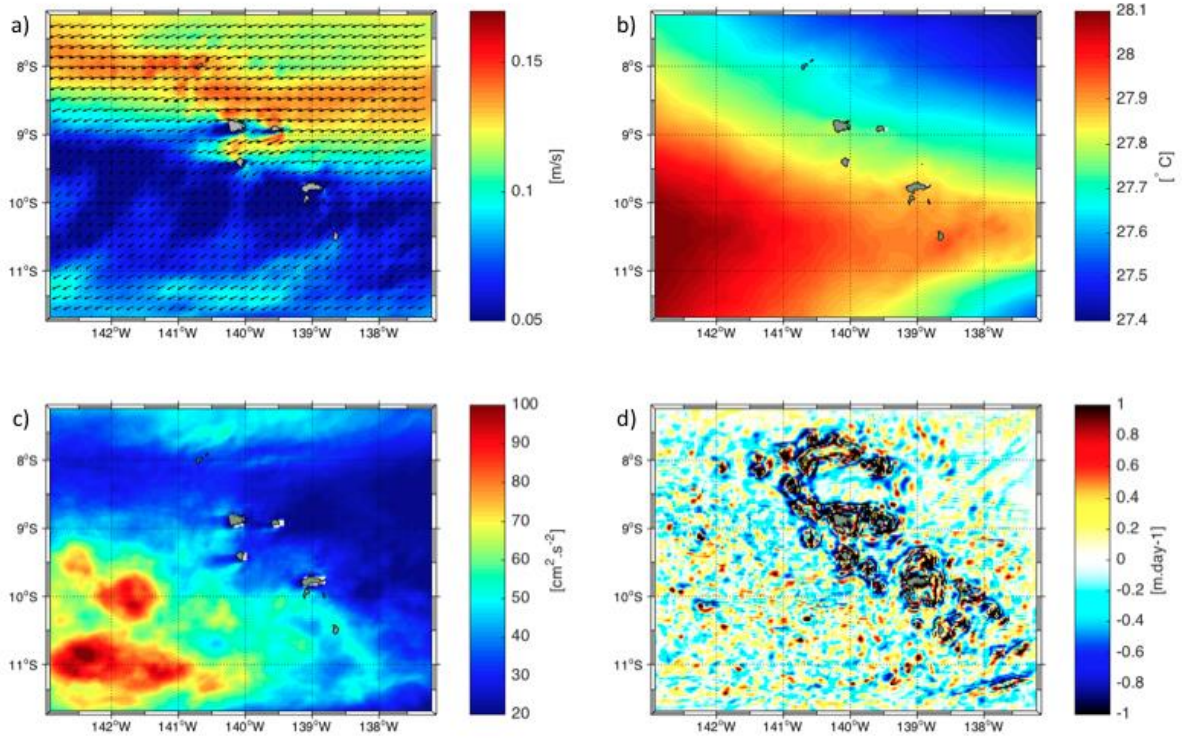 a)
8°S
9°S
10°S
11°S
142°W 141°W 140°W 139°W 138°W
0.15
0.1
0.05
[m/s]
b)
8°S
9°S
10°S
11°S
142°W 141°W 140°W 139°W 138°W
28.1
28
27.9
27.8
27.7
27.6
27.5
27.4
[°C]
c)
8°S
9°S
10°S
11°S
142°W 141°W 140°W 139°W 138°W
100
90
80
70
60
50
40
30
20
[cm².s⁻²]
d)
8°S
9°S
10°S
11°S
142°W 141°W 140°W 139°W 138°W
1
0.8
0.6
0.4
0.2
0
-0.2
-0.4
-0.6
-0.8
-1
[m.day-1]